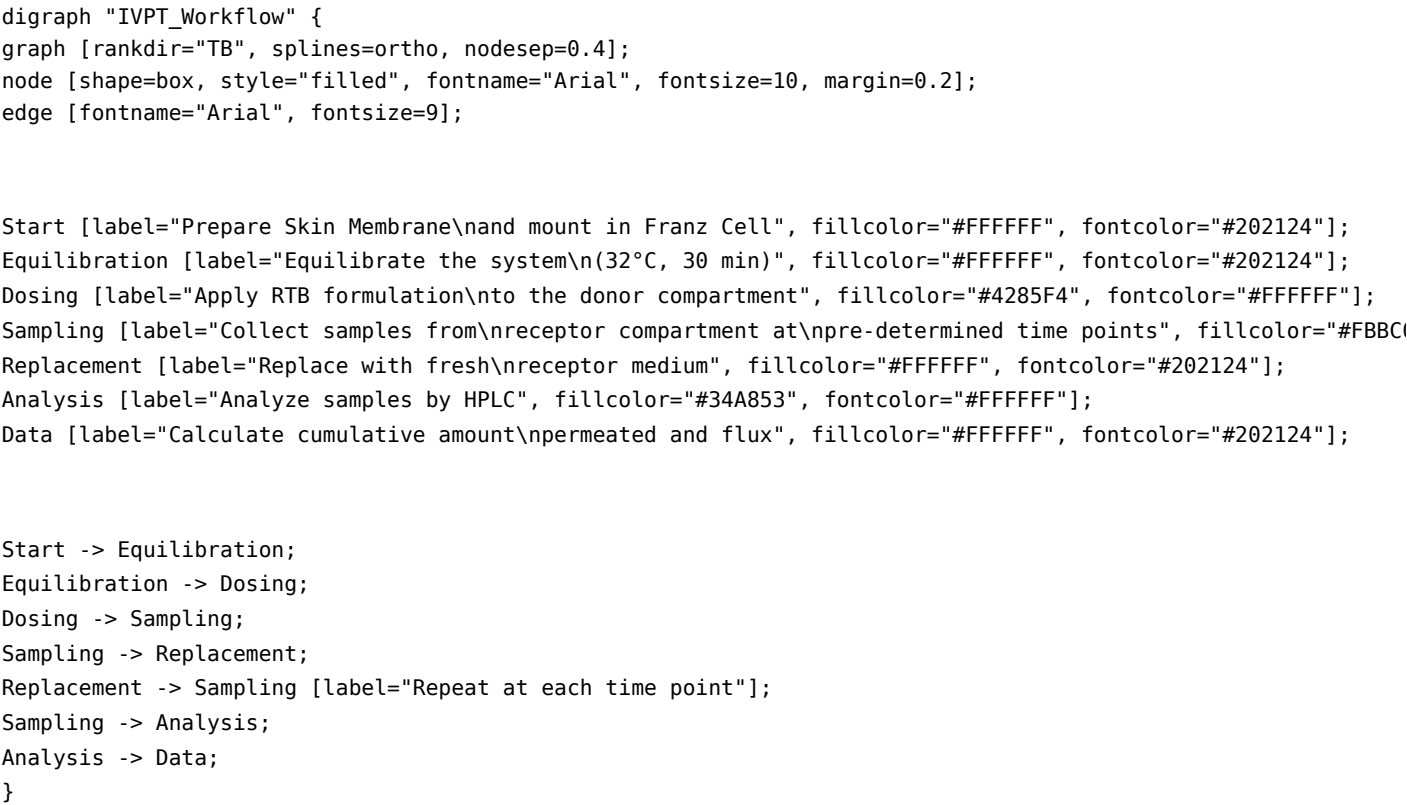 digraph "IVPT_Workflow" {
graph [rankdir="TB", splines=ortho, nodesep=0.4];
node [shape=box, style="filled", fontname="Arial", fontsize=10, margin=0.2];
edge [fontname="Arial", fontsize=9];
Start [label="Prepare Skin Membrane\nand mount in Franz Cell", fillcolor="#FFFFFF", fontcolor="#202124"];
Equilibration [label="Equilibrate the system\n(32°C, 30 min)", fillcolor="#FFFFFF", fontcolor="#202124"];
Dosing [label="Apply RTB formulation\nto the donor compartment", fillcolor="#4285F4", fontcolor="#FFFFFF"];
Sampling [label="Collect samples from\nreceptor compartment at\npre-determined time points", fillcolor="#FBBC
Replacement [label="Replace with fresh\nreceptor medium", fillcolor="#FFFFFF", fontcolor="#202124"];
Analysis [label="Analyze samples by HPLC", fillcolor="#34A853", fontcolor="#FFFFFF"];
Data [label="Calculate cumulative amount\npermeated and flux", fillcolor="#FFFFFF", fontcolor="#202124"];
Start -> Equilibration;
Equilibration -> Dosing;
Dosing -> Sampling;
Sampling -> Replacement;
Replacement -> Sampling [label="Repeat at each time point"];
Sampling -> Analysis;
Analysis -> Data;
}